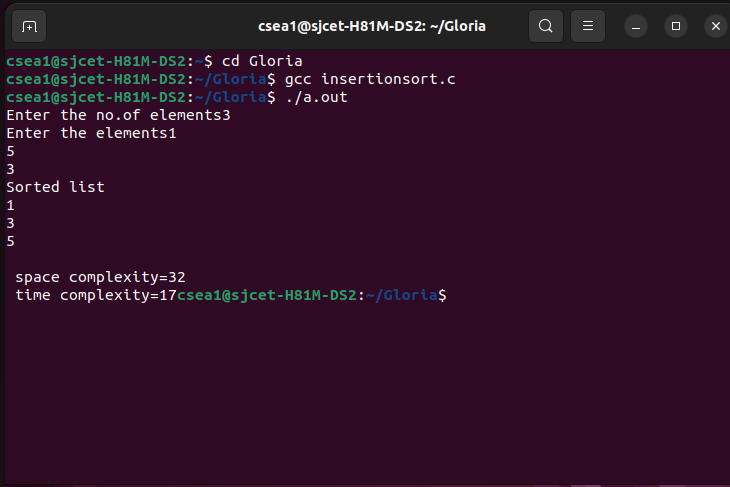 csea1@sjcet-H81M-DS2: ~/Gloria
csea1@sjcet-H81M-DS2:~$ cd Gloria
csea1@sjcet-H81M-DS2:~/Gloria$ gcc insertionsort.c
csea1@sjcet-H81M-DS2:~/Gloria$ ./a.out
Enter the no.of elements3
Enter the elements1
5
3
Sorted list
1
3
5
space complexity=32
time complexity=17csea1@sjcet-H81M-DS2:~/Gloria$